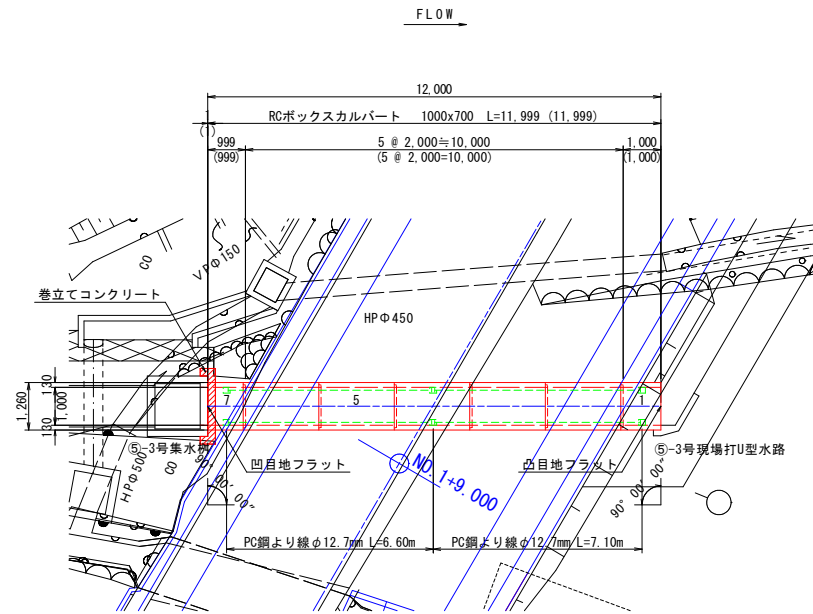 FLOW
12,000
RCボックスカルバート 1000x700 L=11,999 (11,999)
(1)
999
5 @ 2,000≒10,000
1,000
(999)
(5 @ 2,000=10,000)
(1,000)
CO
VPΦ150
巻立てコンクリート
HPΦ450
130
1,260
1,000
130
7
5
1
⑤-3号集水桝
凹目地フラット
凸目地フラット
⑤-3号現場打U型水路
HPΦ500
CO
90° 00' 00"
NO.1+9.000
90° 00' 00"
PC鋼より線φ12.7mm L=6.60m
PC鋼より線φ12.7mm L=7.10m